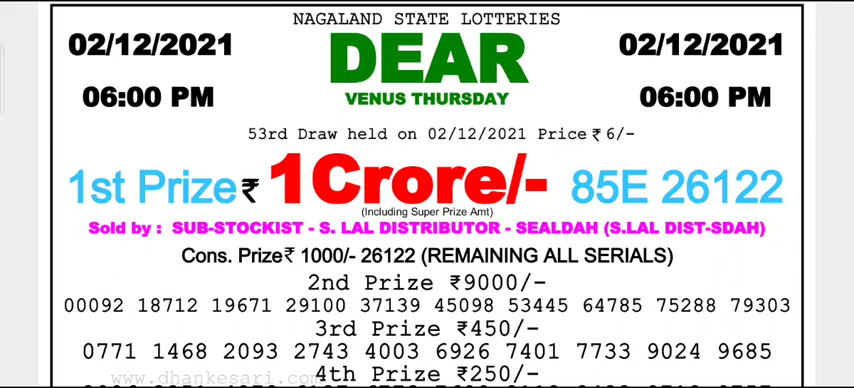 NAGALAND STATE LOTTERIES
02/12/2021 DEAR 02/12/2021
06:00 PM VENUS THURSDAY 06:00 PM
53rd Draw held on 02/12/2021 Price ₹ 6/-
1st Prize ₹ 1 Crore/- 85E 26122
(Including Super Prize Amt)
Sold by : SUB-STOCKIST - S. LAL DISTRIBUTOR - SEALDAH (S.LAL DIST-SDAH)
Cons. Prize ₹ 1000/- 26122 (REMAINING ALL SERIALS)
2nd Prize ₹9000/-
00092 18712 19671 29100 37139 45098 53445 64785 75288 79303
3rd Prize ₹450/-
0771 1468 2093 2743 4003 6926 7401 7733 9024 9685
4th Prize ₹250/-
www.dhankesari.com